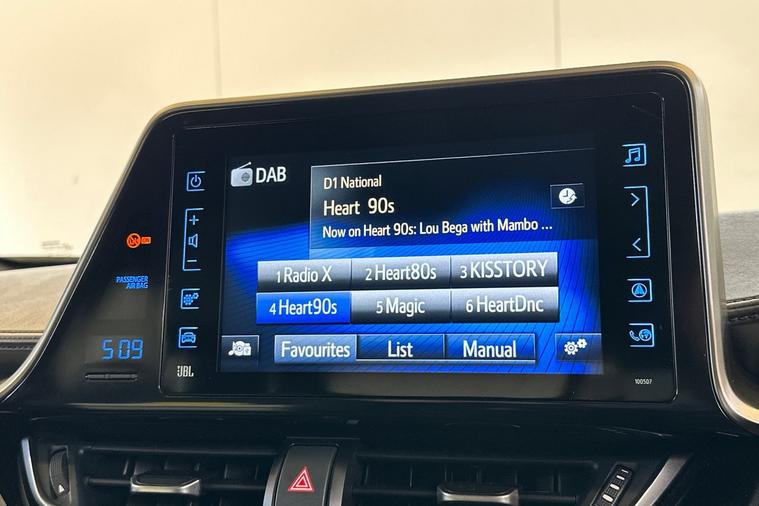 DAB
D1 National
Heart 90s
Now on Heart 90s: Lou Bega with Mambo ...
1 Radio X
2 Heart80s
3 KISSTORY
4 Heart90s
5 Magic
6 HeartDnc
Favourites
List
Manual
PASSENGER
AIR BAG
5:09
JBL
100507